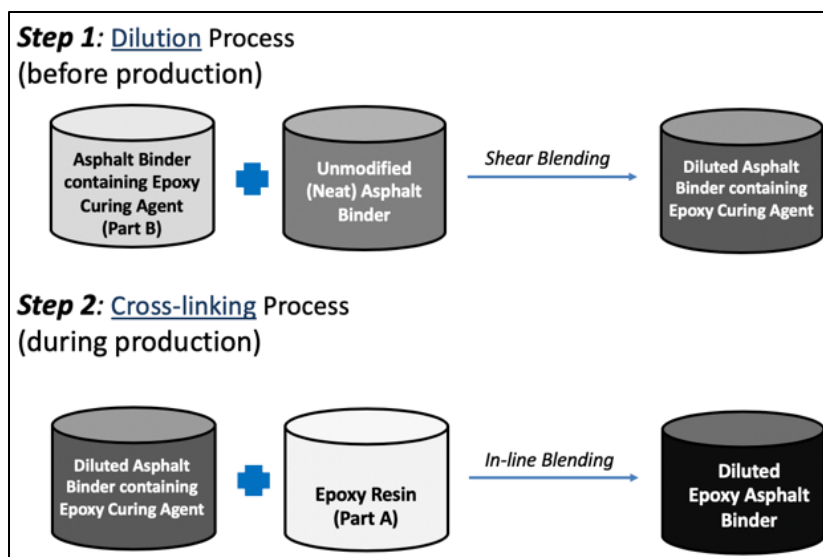 Step 1: Dilution Process
(before production)
Asphalt Binder
containing Epoxy
Curing Agent
(Part B)
Unmodified
(Neat) Asphalt
Binder
Shear Blending
Diluted Asphalt
Binder containing
Epoxy Curing Agent
Step 2: Cross-linking Process
(during production)
Diluted Asphalt
Binder containing
Epoxy Curing Agent
Epoxy Resin
(Part A)
In-line Blending
Diluted
Epoxy Asphalt
Binder